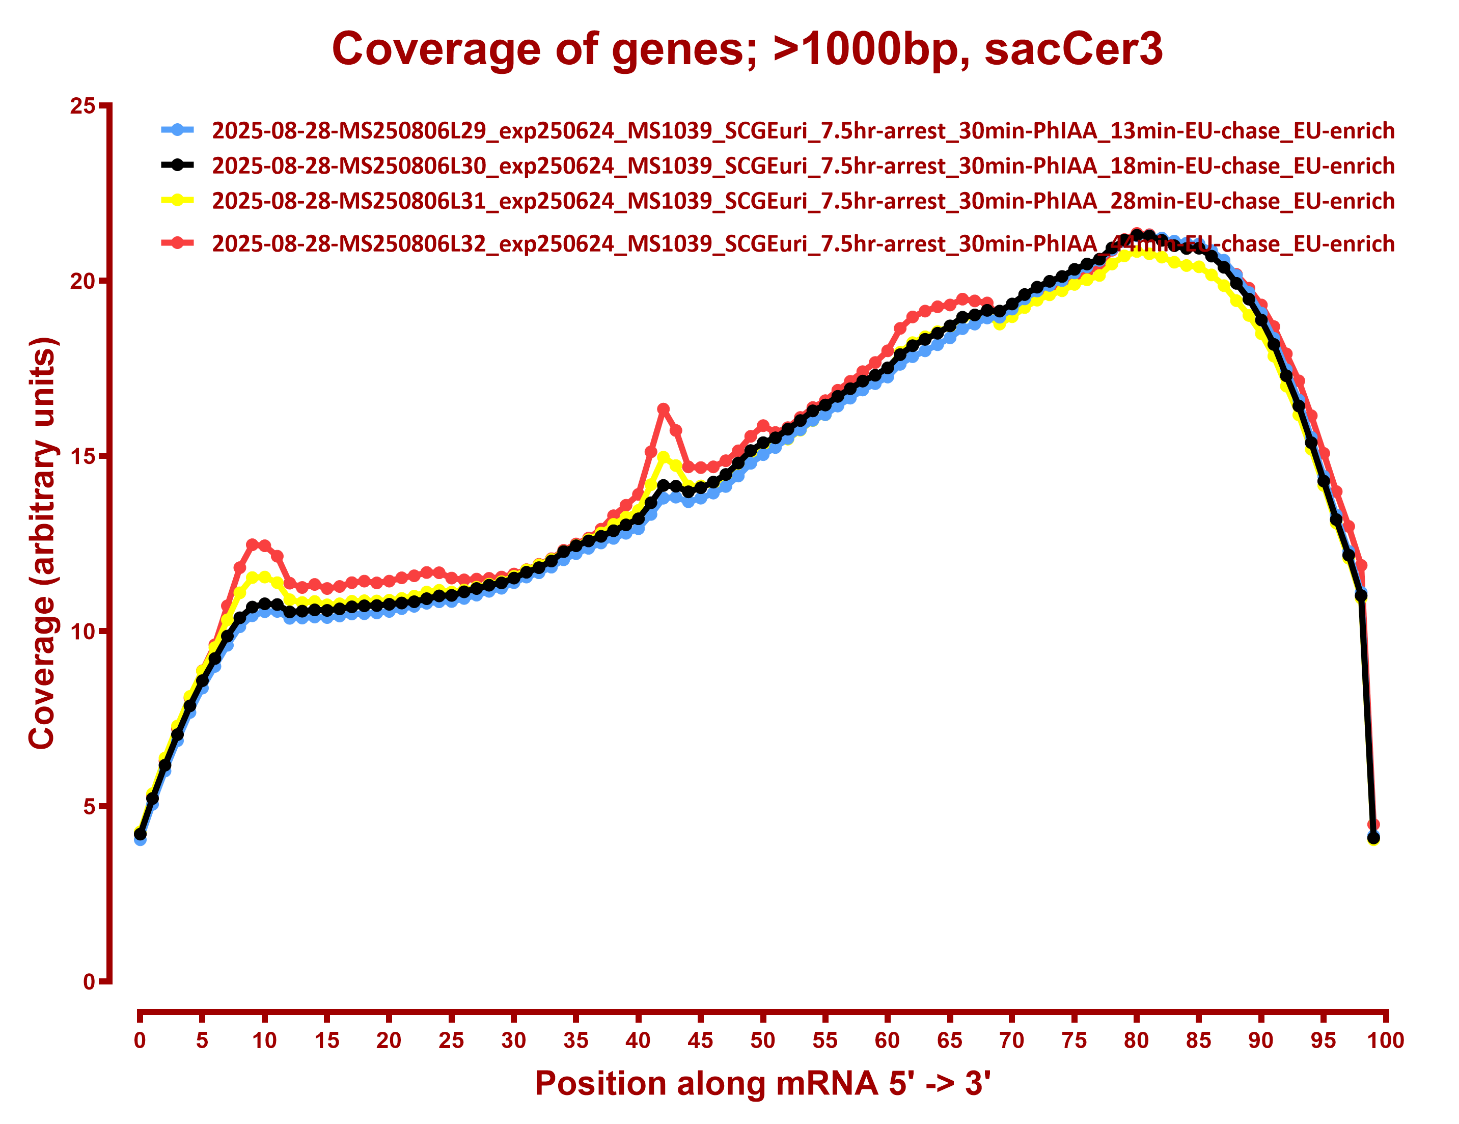 Coverage of genes; >1000bp, sacCer3
25
2025-08-28-MS250806L29_exp250624_MS1039_SCGEuri_7.5hr-arrest_30min-PhIAA_13min-EU-chase_EU-enrich
2025-08-28-MS250806L30_exp250624_MS1039_SCGEuri_7.5hr-arrest_30min-PhIAA_18min-EU-chase_EU-enrich
2025-08-28-MS250806L31_exp250624_MS1039_SCGEuri_7.5hr-arrest_30min-PhIAA_28min-EU-chase_EU-enrich
2025-08-28-MS250806L32_exp250624_MS1039_SCGEuri_7.5hr-arrest_30min-PhIAA_44min-EU-chase_EU-enrich
20
15
10
5
0
Coverage (arbitrary units)
0 5 10 15 20 25 30 35 40 45 50 55 60 65 70 75 80 85 90 95 100
Position along mRNA 5' -> 3'